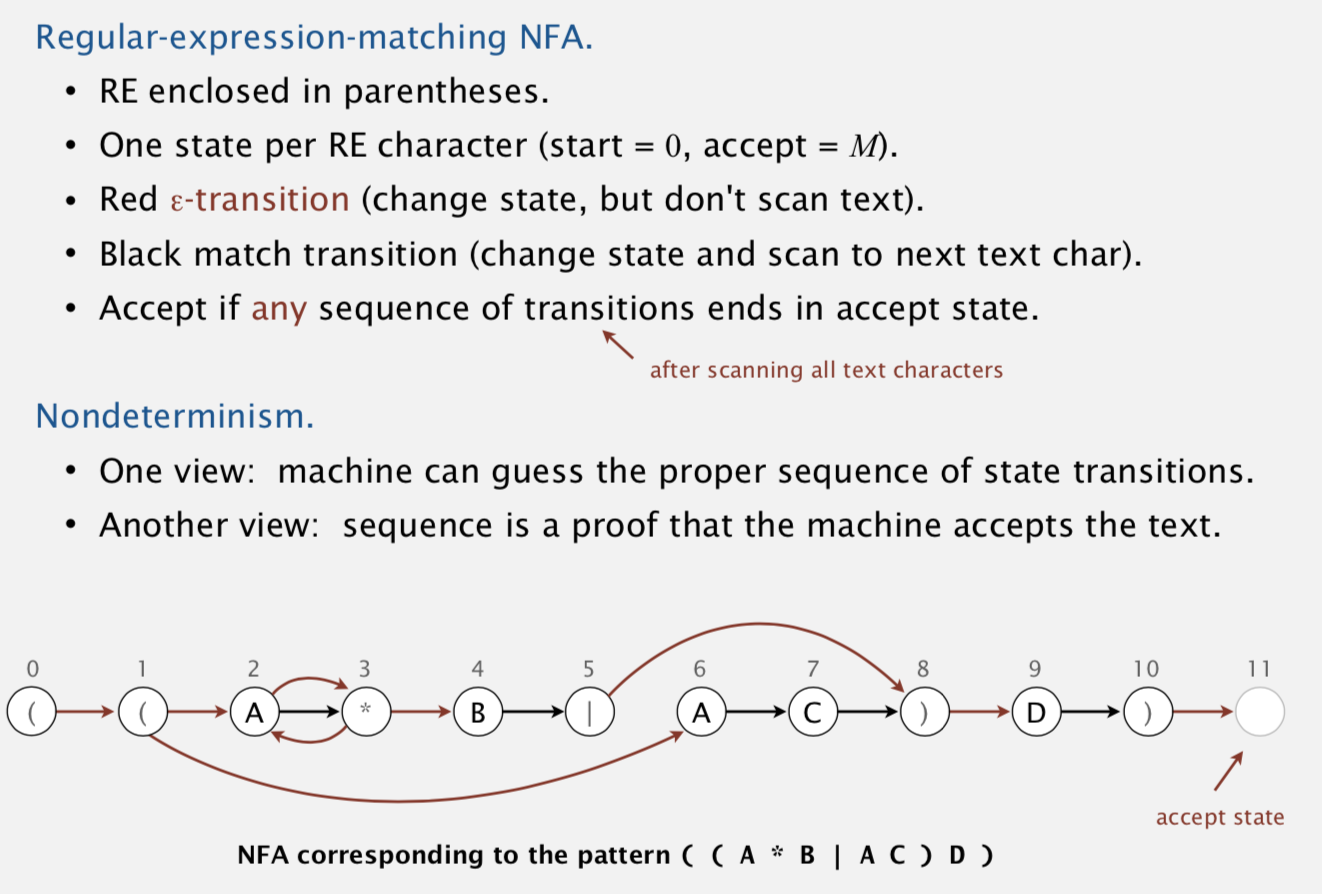 Regular-expression-matching NFA.
• RE enclosed in parentheses.
• One state per RE character (start = 0, accept = M).
• Red ε-transition (change state, but don't scan text).
• Black match transition (change state and scan to next text char).
• Accept if any sequence of transitions ends in accept state.
after scanning all text characters
Nondeterminism.
• One view: machine can guess the proper sequence of state transitions.
• Another view: sequence is a proof that the machine accepts the text.
0 1 2 3 4 5 6 7 8 9 10 11
( ( A * B | A C ) D )
accept state
NFA corresponding to the pattern ( ( A * B | A C ) D )